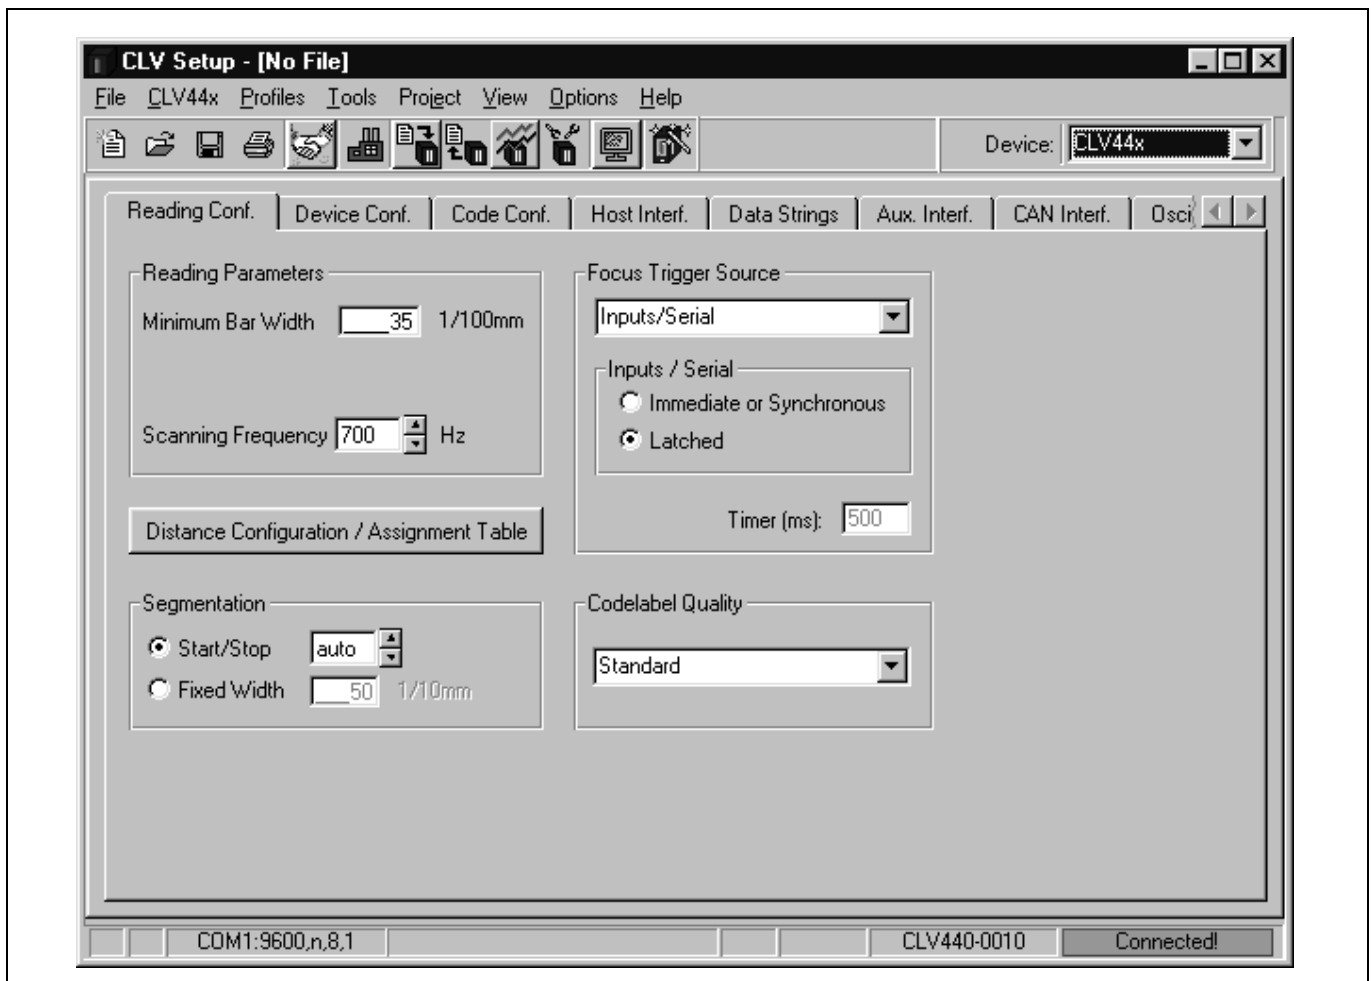 CLV Setup - [No File]
File CLV44x Profiles Tools Project View Options Help
Device: CLV44x
Reading Conf. Device Conf. Code Conf. Host Interf. Data Strings Aux. Interf. CAN Interf. Osci
Reading Parameters
Minimum Bar Width 35 1/100mm
Scanning Frequency 700 Hz
Distance Configuration / Assignment Table
Segmentation
Start/Stop auto
Fixed Width 50 1/10mm
Focus Trigger Source
Inputs/Serial
Inputs / Serial
Immediate or Synchronous
Latched
Timer (ms): 500
Codelabel Quality
Standard
COM1:9600,n,8,1 CLV440-0010 Connected!